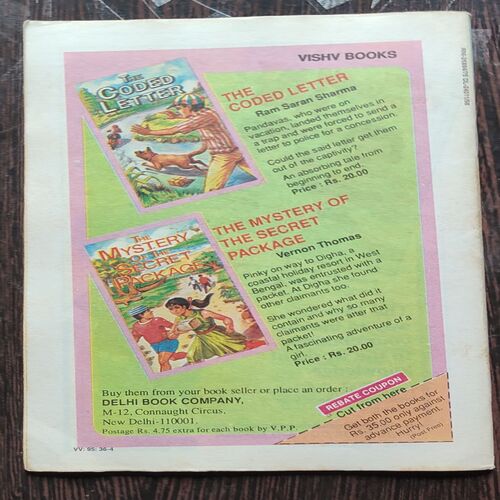 VISHV BOOKS
THE
CODED
LETTER
THE
CODED LETTER
Ram Saran Sharma
Pandavas, who were on
vacation, landed themselves in
a trap and were forced to send a
letter to police for a concession.
Could the said letter get them
out of the captivity?
An absorbing tale from
beginning to end...
Price : Rs. 20.00
THE
MYSTERY
OF THE
SECRET
PACKAGE
THE MYSTERY OF
THE SECRET
PACKAGE
Vernon Thomas
Pinky on way to Digha, a
coastal holiday resort in West
Bengal, was entrusted with a
packet. At Digha she found
other claimants too.
She wondered what did it
contain and why so many
claimants were after that
packet!
A fascinating adventure of a
girl.
Price : Rs. 20.00
Buy them from your book seller or place an order :
DELHI BOOK COMPANY,
M-12, Connaught Circus,
New Delhi-110001.
Postage Rs. 4.75 extra for each book by V.P.P.
REBATE COUPON
Cut from here
Get both the books for
Rs. 35.00 only against
advance payment.
Hurry!
(Post Free)
VV: 95: 36-4